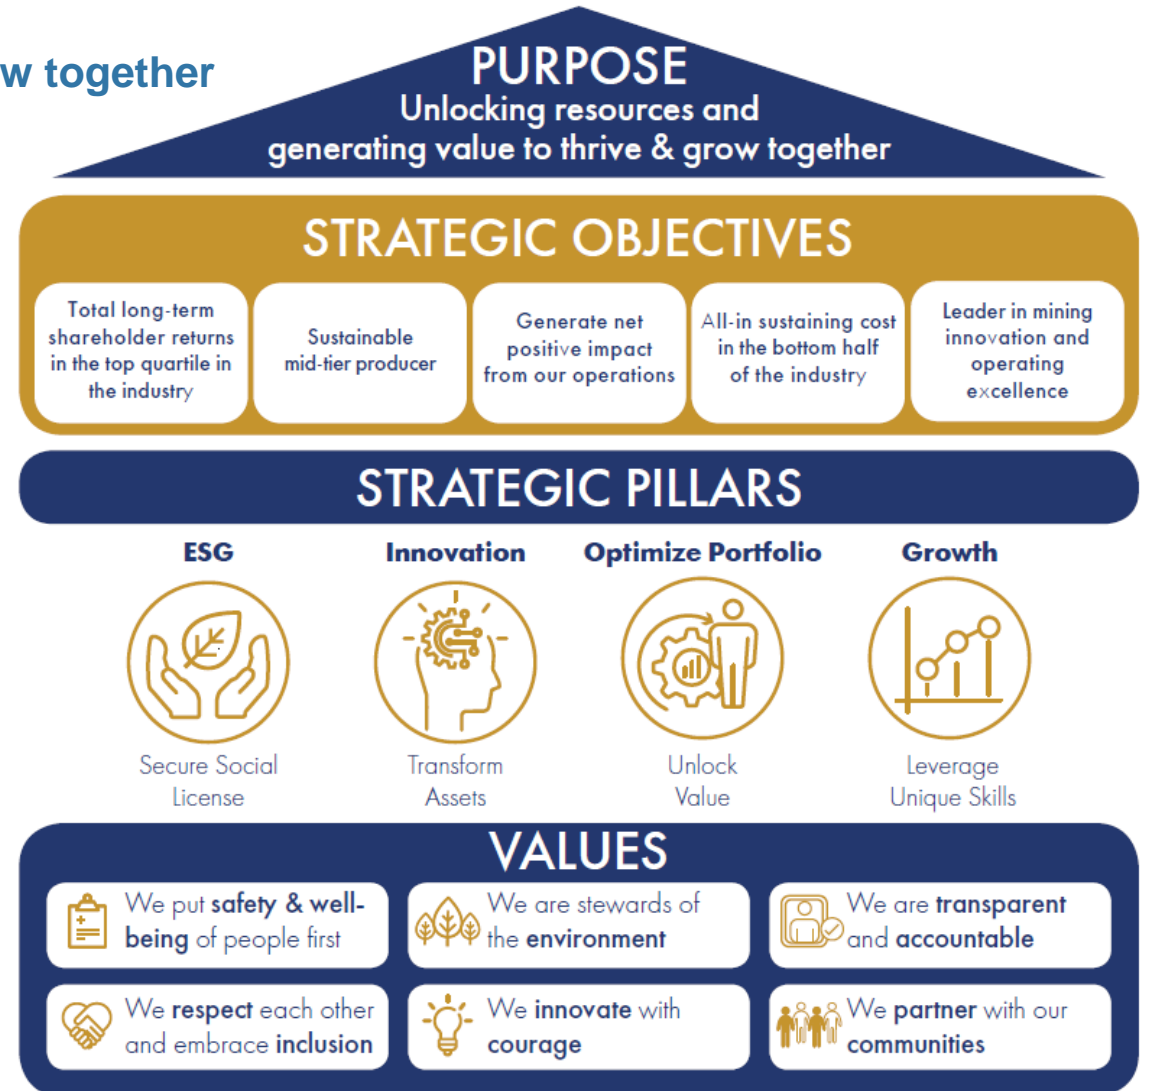 w together
PURPOSE
Unlocking resources and
generating value to thrive & grow together
STRATEGIC OBJECTIVES
Total long-term
shareholder returns
in the top quartile in
the industry
Sustainable
mid-tier producer
Generate net
positive impact
from our operations
All-in sustaining cost
in the bottom half
of the industry
Leader in mining
innovation and
operating
excellence
STRATEGIC PILLARS
ESG
Secure Social
License
Innovation
Transform
Assets
Optimize Portfolio
Unlock
Value
Growth
Leverage
Unique Skills
VALUES
We put safety & well-
being of people first
We are stewards of
the environment
We are transparent
and accountable
We respect each other
and embrace inclusion
We innovate with
courage
We partner with our
communities